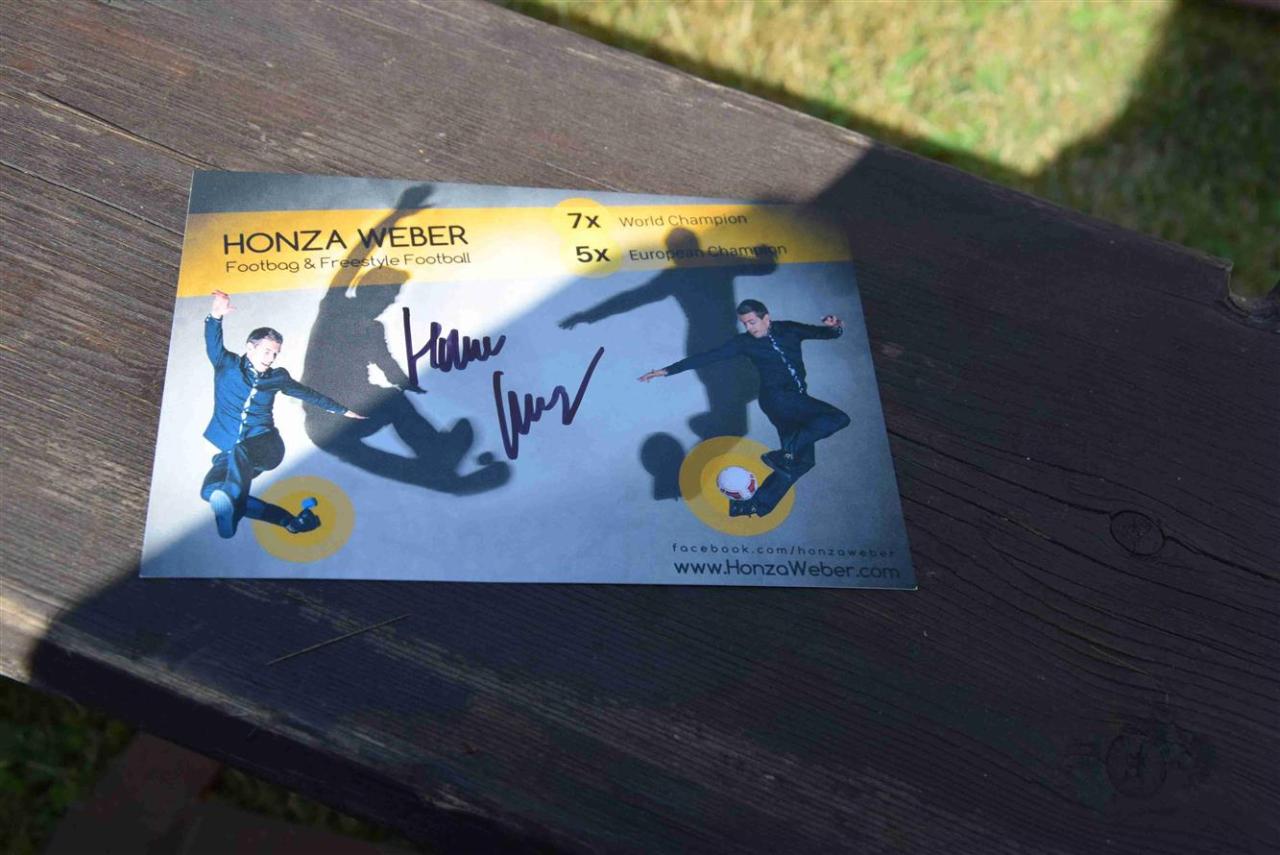 HONZA WEBER
Footbag & Freestyle Football
7x World Champion
5x European Champion
facebook.com/honzaweber
www.HonzaWeber.com